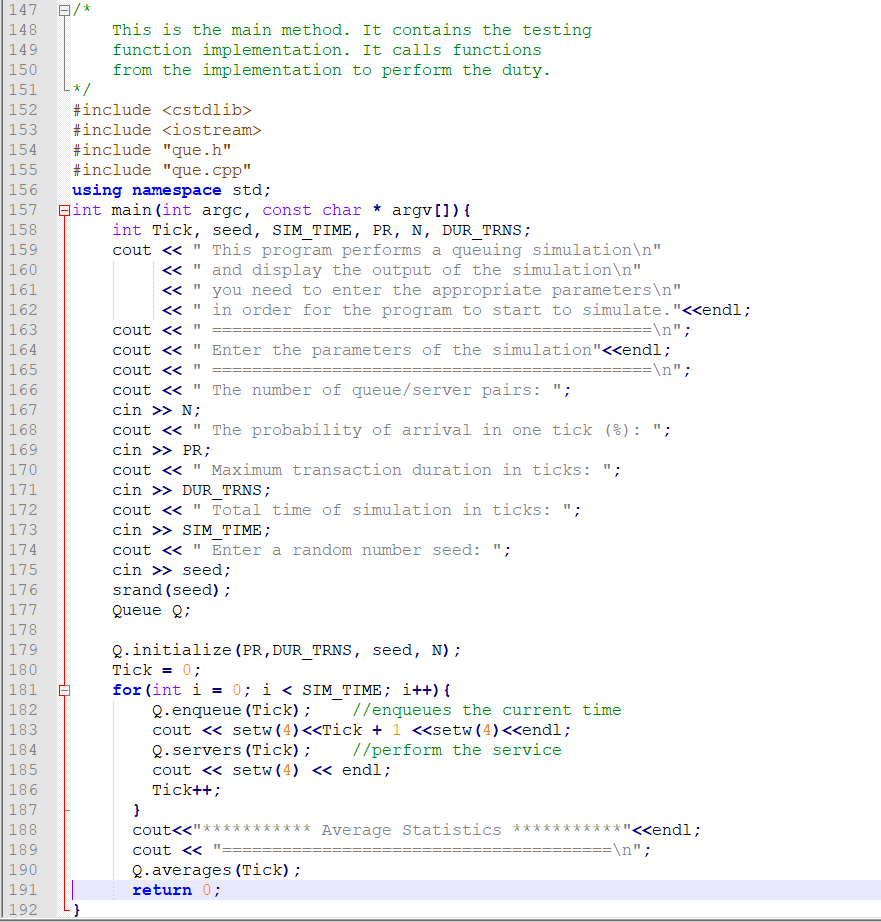 147 /*
148     This is the main method. It contains the testing
149     function implementation. It calls functions
150     from the implementation to perform the duty.
151 */
152 #include <cstdlib>
153 #include <iostream>
154 #include "que.h"
155 #include "que.cpp"
156 using namespace std;
157 int main(int argc, const char * argv[]){
158     int Tick, seed, SIM_TIME, PR, N, DUR_TRNS;
159     cout << " This program performs a queuing simulation\n"
160          << " and display the output of the simulation\n"
161          << " you need to enter the appropriate parameters\n"
162          << " in order for the program to start to simulate."<<endl;
163     cout << " ============================================\n";
164     cout << " Enter the parameters of the simulation"<<endl;
165     cout << " ============================================\n";
166     cout << " The number of queue/server pairs: ";
167     cin >> N;
168     cout << " The probability of arrival in one tick (%): ";
169     cin >> PR;
170     cout << " Maximum transaction duration in ticks: ";
171     cin >> DUR_TRNS;
172     cout << " Total time of simulation in ticks: ";
173     cin >> SIM_TIME;
174     cout << " Enter a random number seed: ";
175     cin >> seed;
176     srand(seed);
177     Queue Q;
178
179     Q.initialize(PR,DUR_TRNS, seed, N);
180     Tick = 0;
181     for(int i = 0; i < SIM_TIME; i++){
182         Q.enqueue(Tick);    //enqueues the current time
183         cout << setw(4)<<Tick + 1 <<setw(4)<<endl;
184         Q.servers(Tick);    //perform the service
185         cout << setw(4) << endl;
186         Tick++;
187       }
188       cout<<"*********** Average Statistics ***********"<<endl;
189       cout << "=======================================\n";
190       Q.averages(Tick);
191       return 0;
192 }